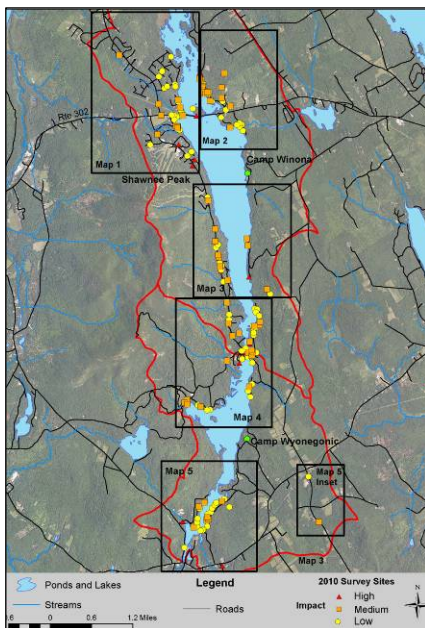 Rte 302
Map 1
Map 2
Camp Winona
Shawnee Peak
Map 3
Map 4
Camp Wyonegonic
Map 5
Map 5
Inset
Map 3
Legend
Ponds and Lakes
Streams
Roads
2010 Survey Sites
Impact
High
Medium
Low
N
0.6 0 0.6 1.2 Miles